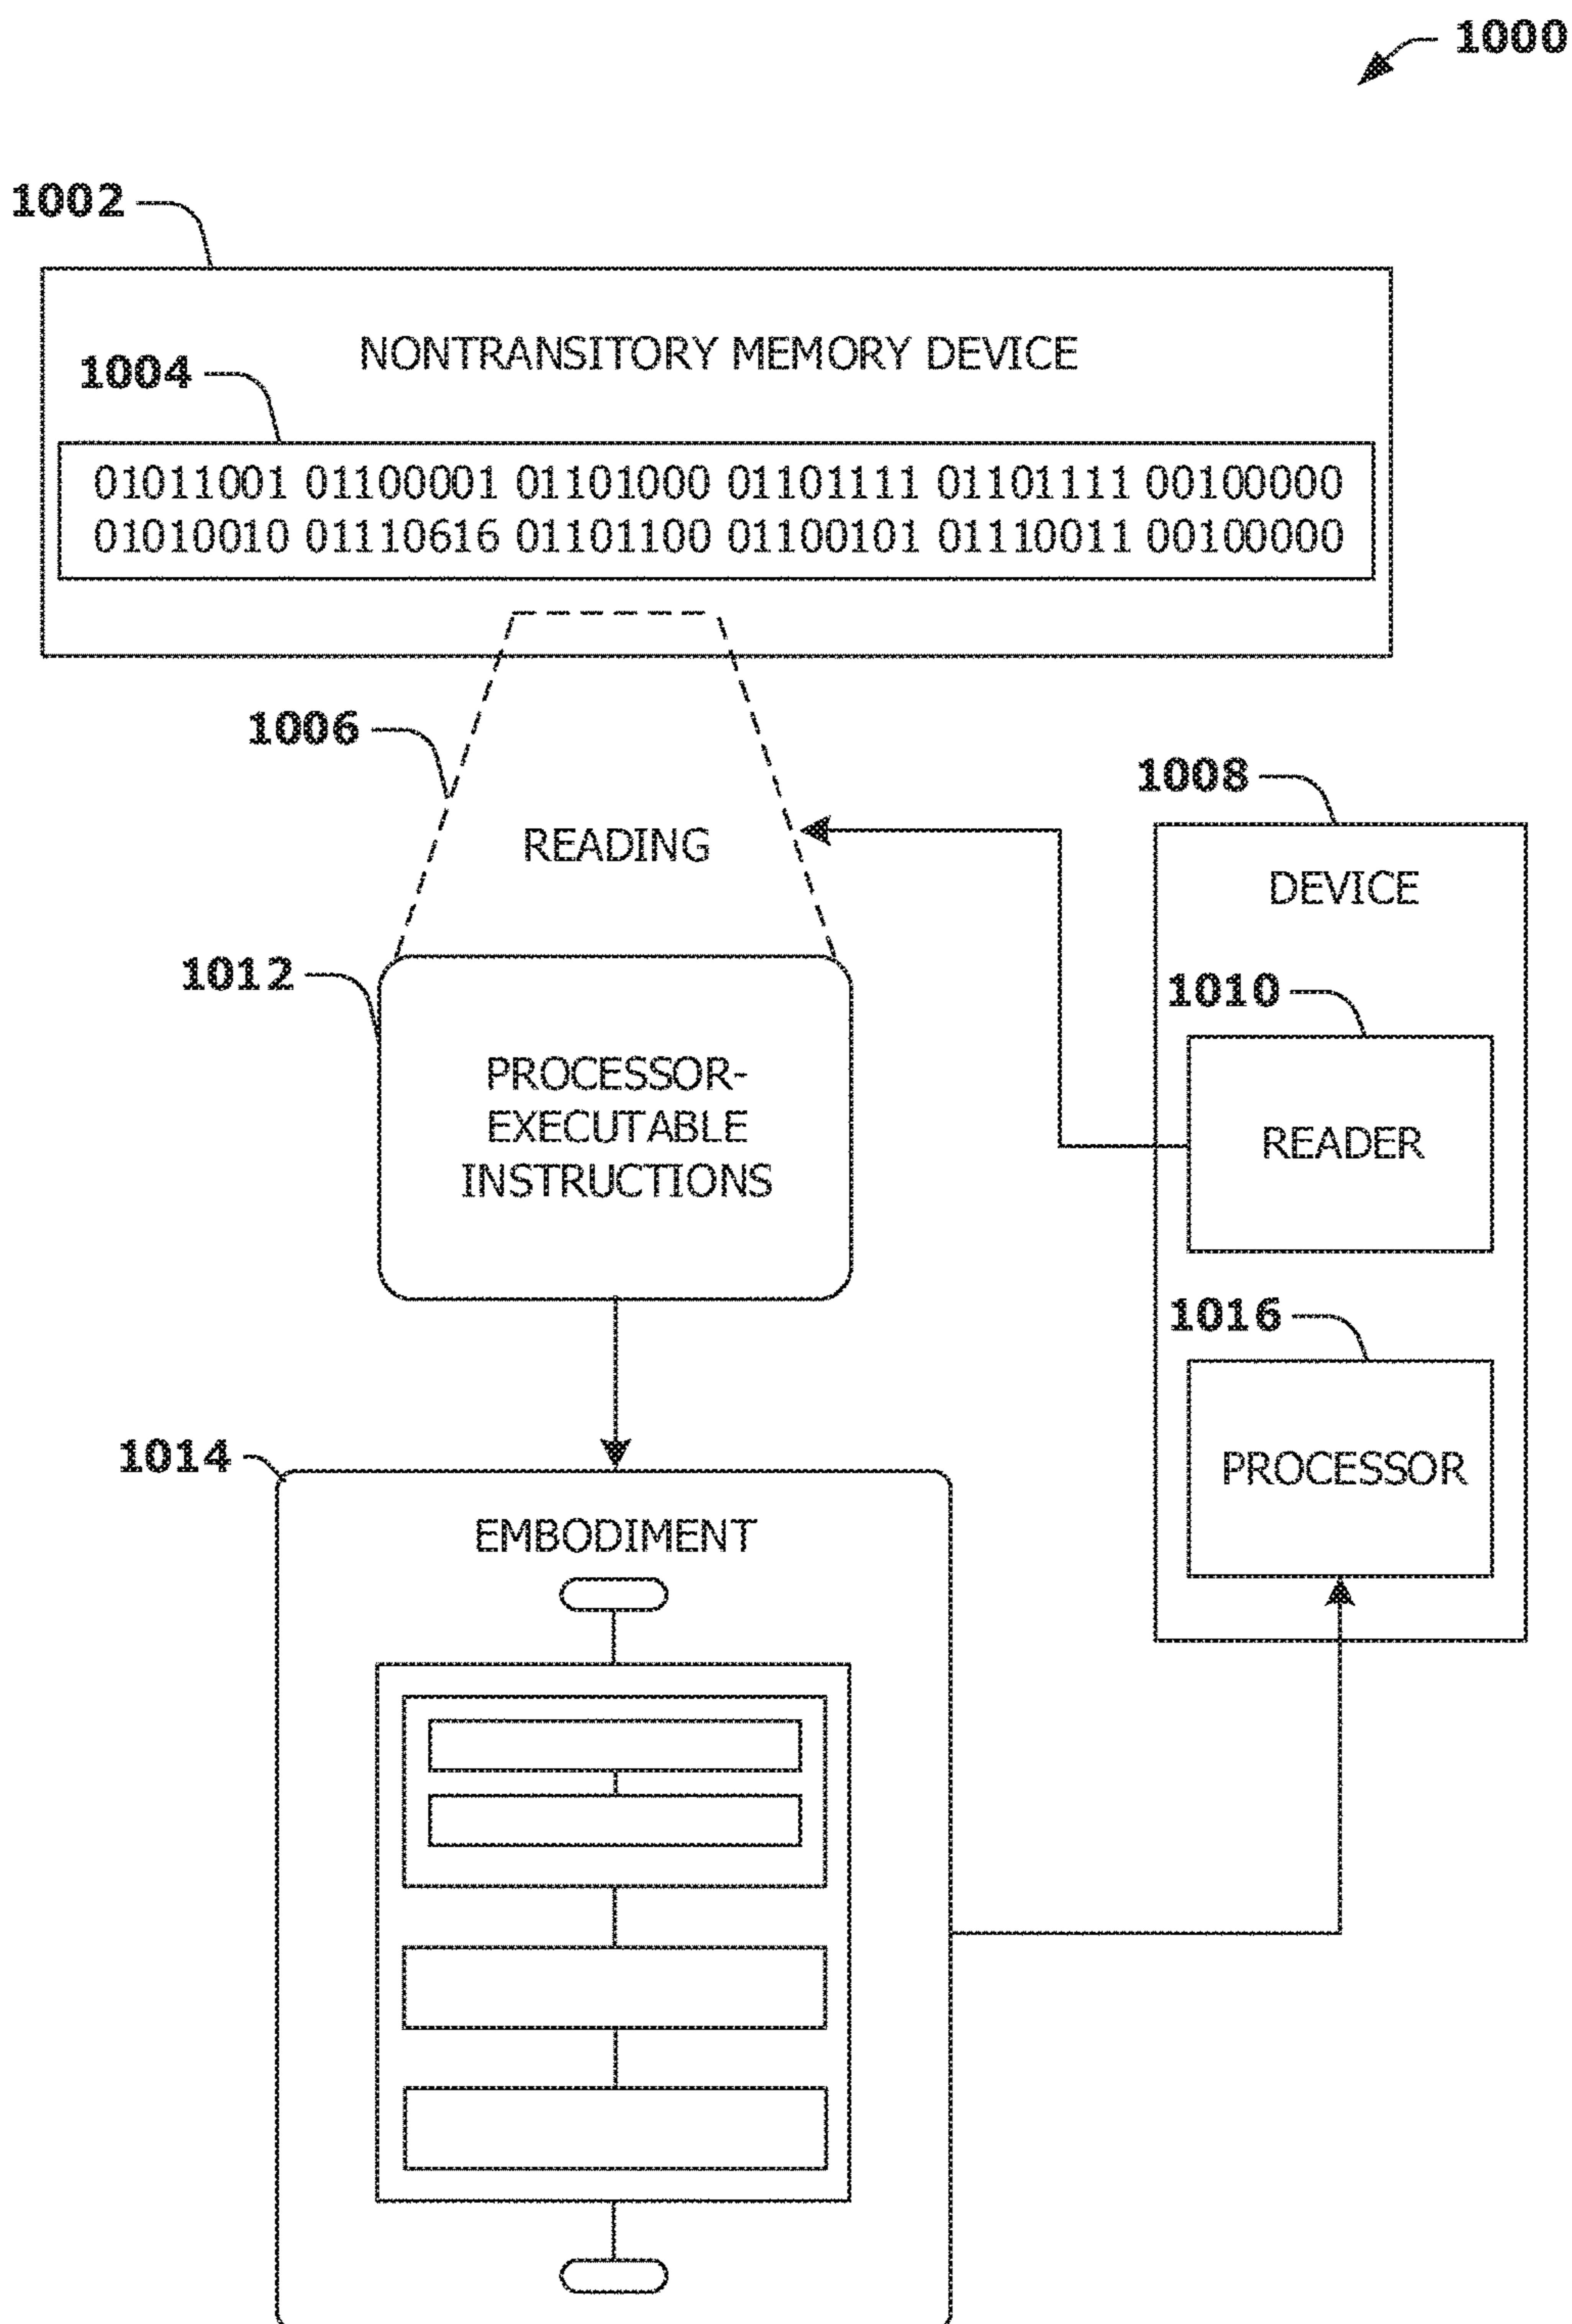 1000
1002
NONTRANSITORY MEMORY DEVICE
1004
01011001 01100001 01101000 01101111 01101111 00100000
01010010 01110616 01101100 01100101 01110011 00100000
1006
READING
1008
DEVICE
1010
READER
1012
PROCESSOR-
EXECUTABLE
INSTRUCTIONS
1016
PROCESSOR
1014
EMBODIMENT